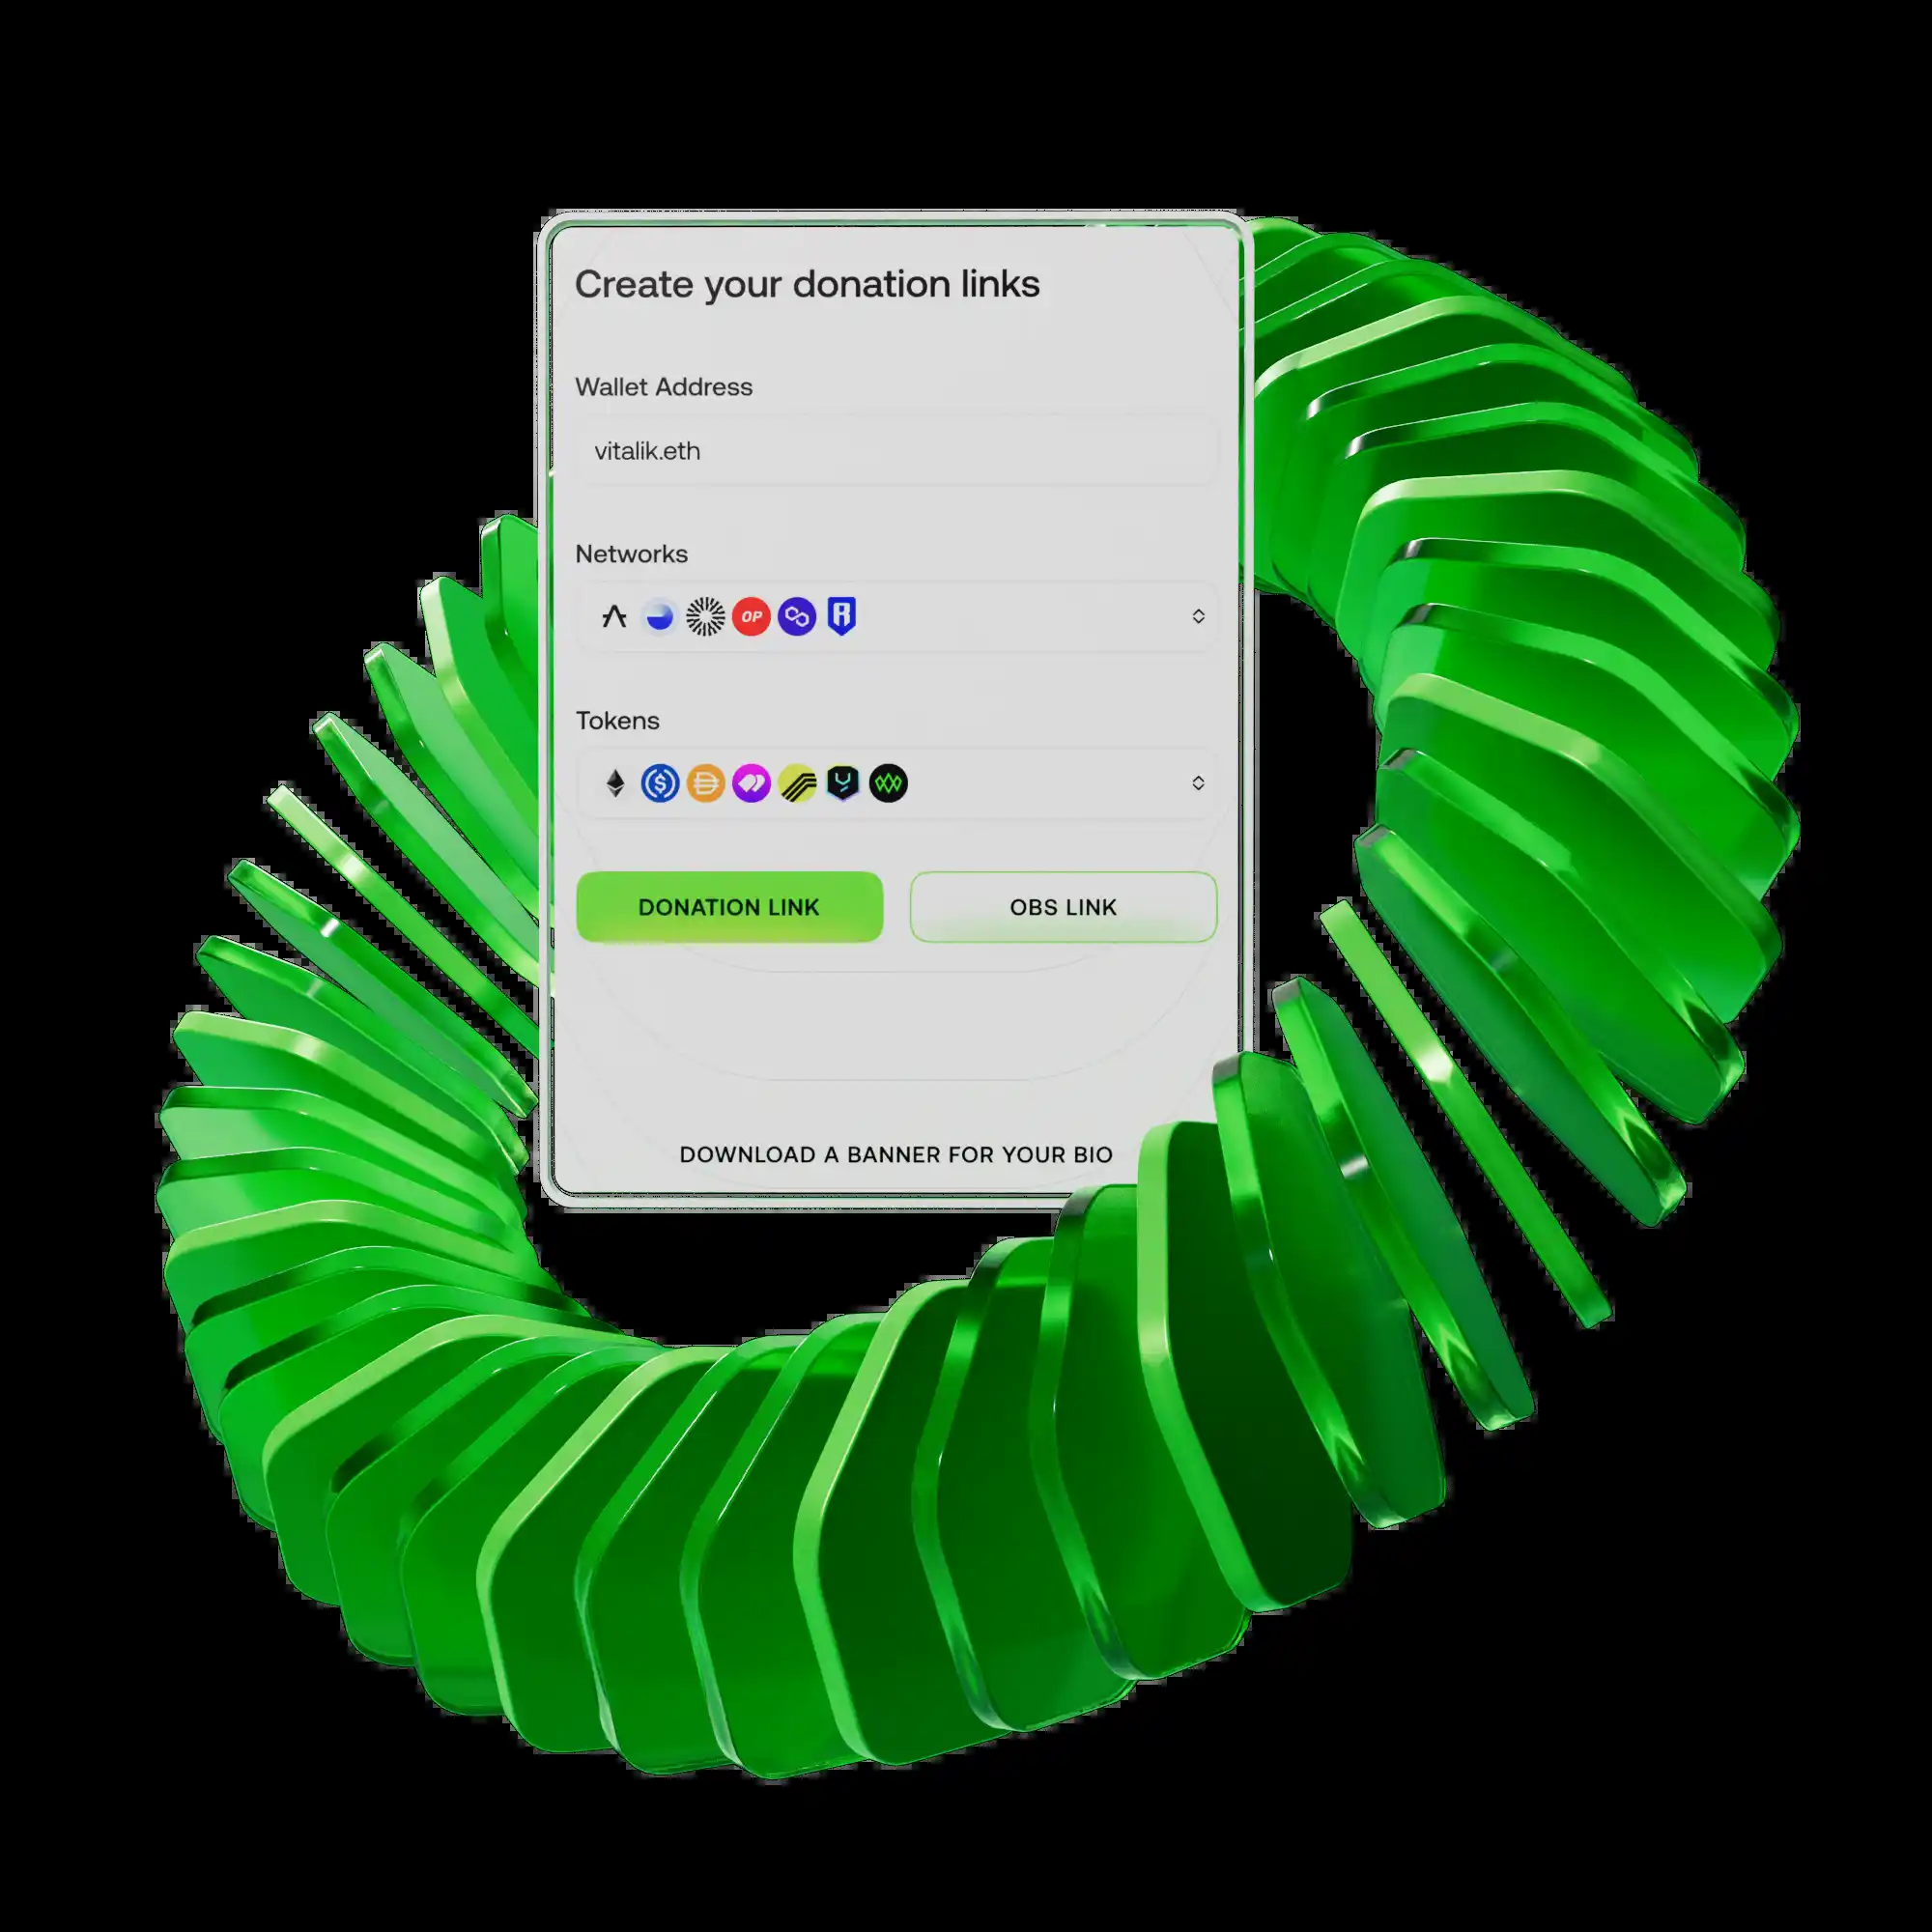 Create your donation links
Wallet Address
vitalik.eth
Networks
OP
Tokens
DONATION LINK
OBS LINK
DOWNLOAD A BANNER FOR YOUR BIO